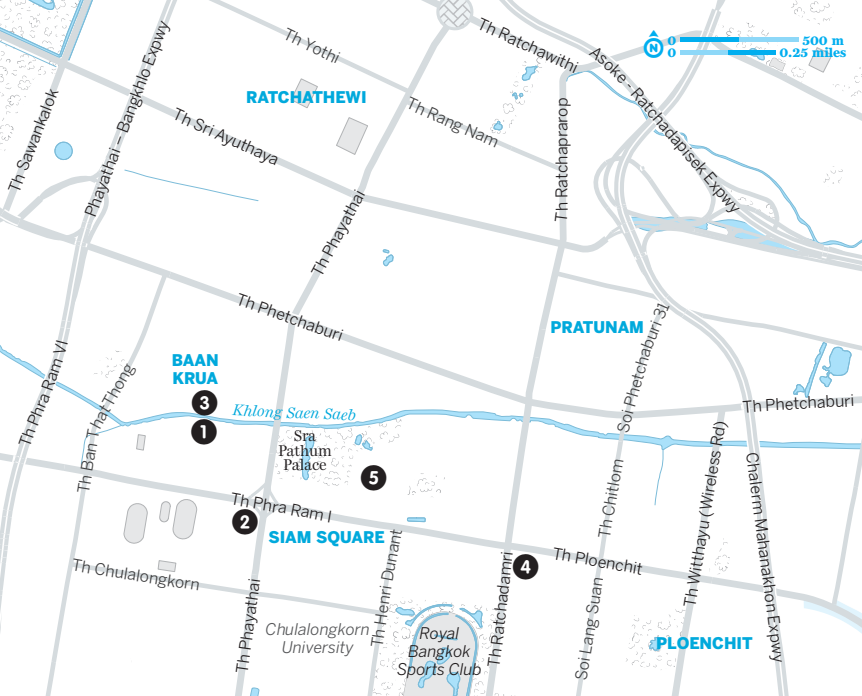 Th Yothi
Th Ratchawithi
Asoke - Ratchadapisek Expwy
N
0 500 m
0 0.25 miles
Th Sawankalok
Phayathai – Bangkhlo Expwy
RATCHATHEWI
Th Sri Ayuthaya
Th Rang Nam
Th Ratchaprarop
Th Phayathai
Th Phetchaburi
PRATUNAM
Soi Phetchaburi 31
Th Phra Ram VI
Th Ban That Thong
BAAN
KRUA
3
1
Khlong Saen Saeb
Sra
Pathum
Palace
5
Th Phetchaburi
Th Phra Ram I
2
SIAM SQUARE
Th Chitlom
Th Witthayu (Wireless Rd)
Chalerm Mahanakhon Expwy
4
Th Ploenchit
Th Chulalongkorn
Th Phayathai
Th Henri Dunant
Th Ratchadamri
Soi Lang Suan
Chulalongkorn
University
Royal
Bangkok
Sports Club
PLOENCHIT